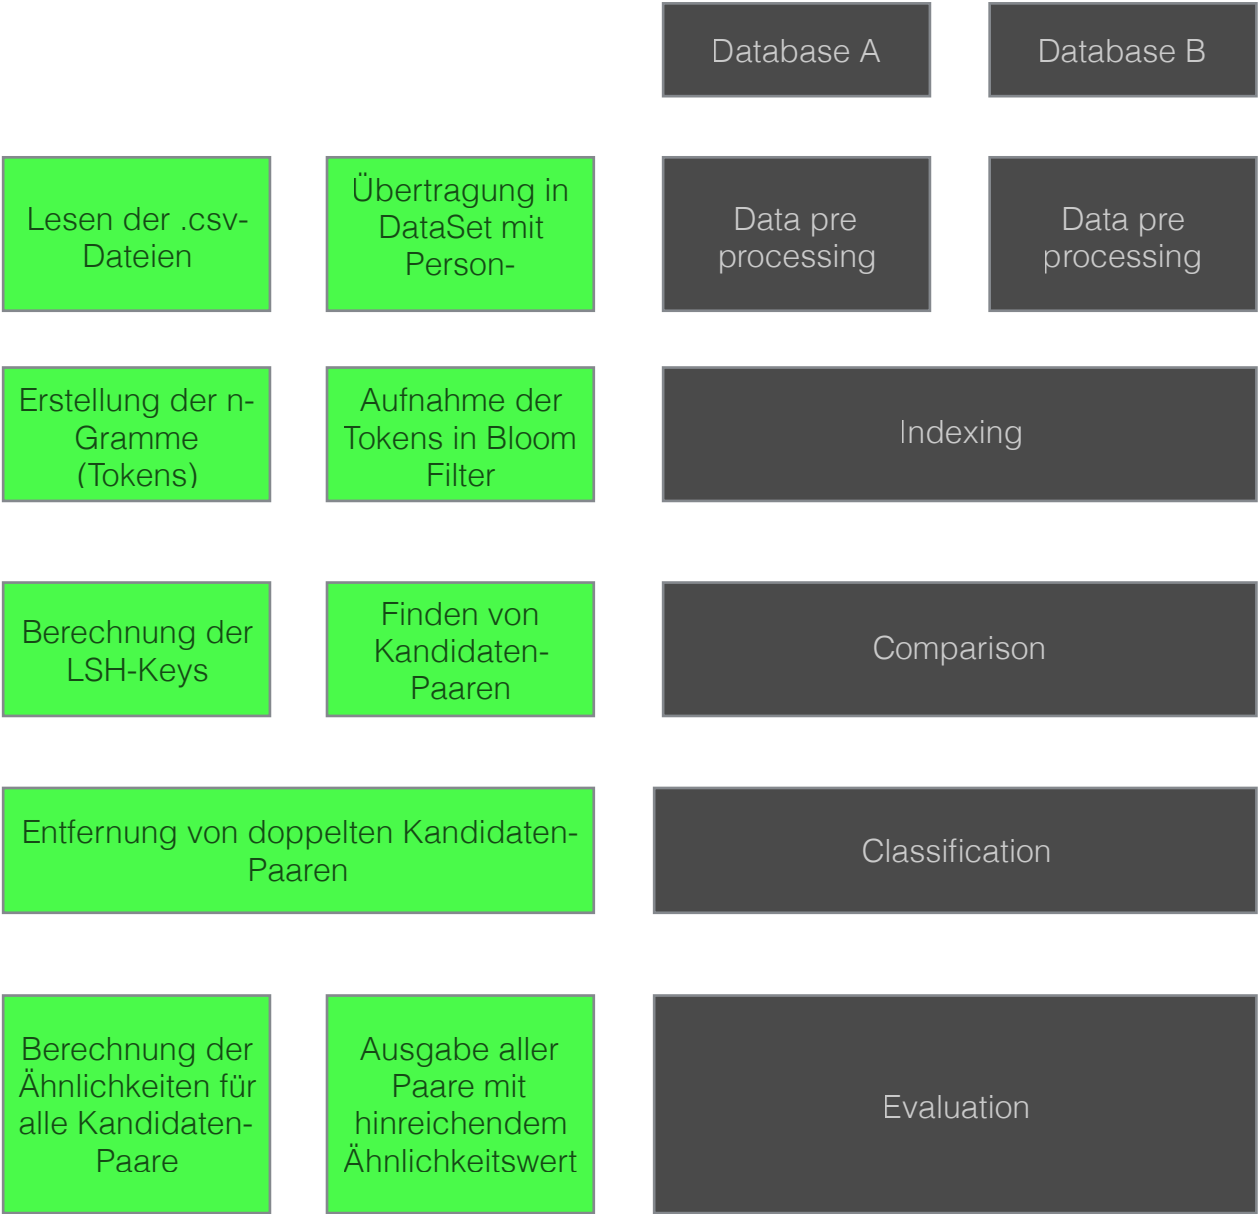 Database A
Database B
Lesen der .csv-
Dateien
Übertragung in
DataSet mit
Person-
Data pre
processing
Data pre
processing
Erstellung der n-
Gramme
(Tokens)
Aufnahme der
Tokens in Bloom
Filter
Indexing
Berechnung der
LSH-Keys
Finden von
Kandidaten-
Paaren
Comparison
Entfernung von doppelten Kandidaten-
Paaren
Classification
Berechnung der
Ähnlichkeiten für
alle Kandidaten-
Paare
Ausgabe aller
Paare mit
hinreichendem
Ähnlichkeitswert
Evaluation